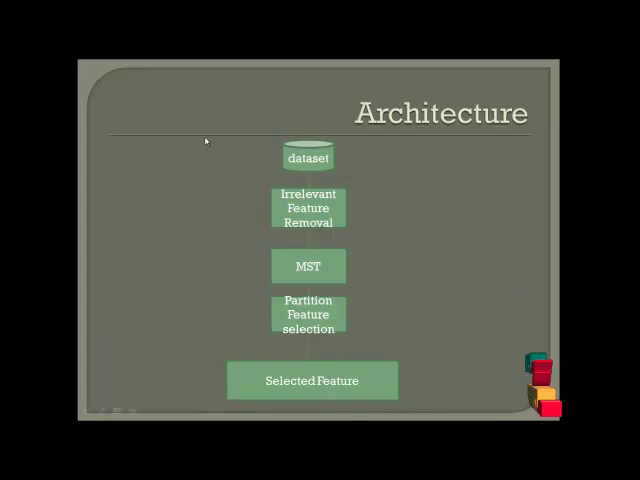 Architecture
dataset
Irrelevant
Feature
Removal
MST
Partition
Feature
selection
Selected Feature